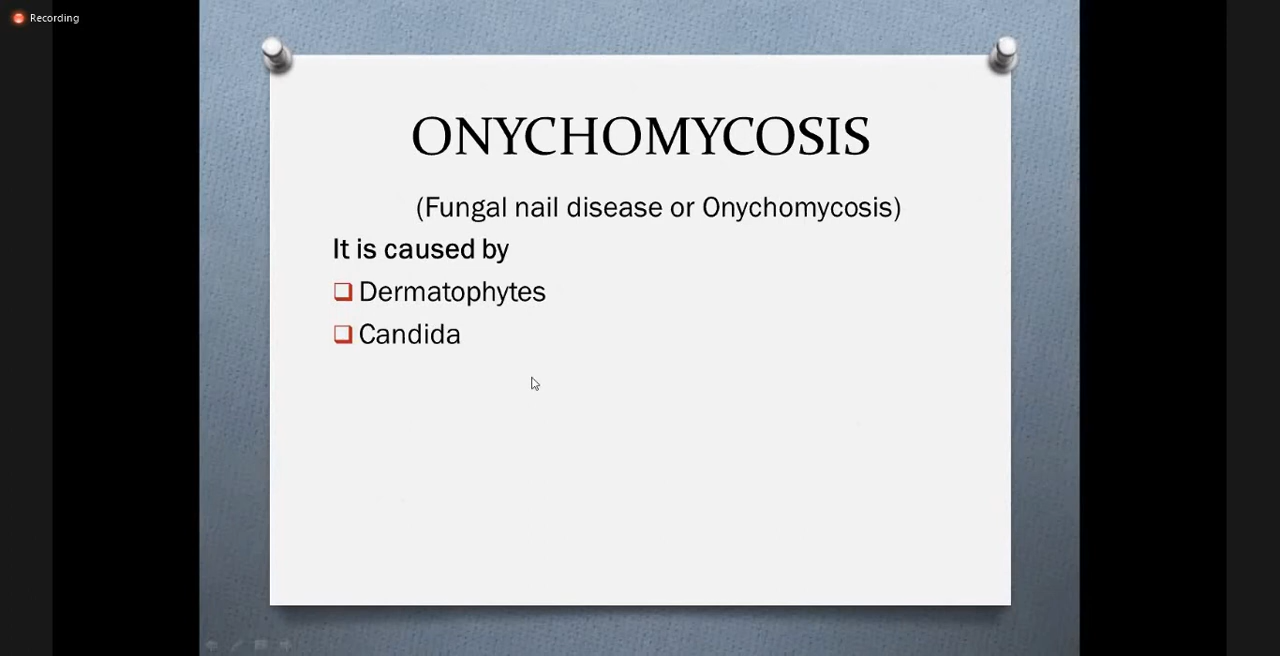 Recording
ONYCHOMYCOSIS
(Fungal nail disease or Onychomycosis)
It is caused by
Dermatophytes
Candida